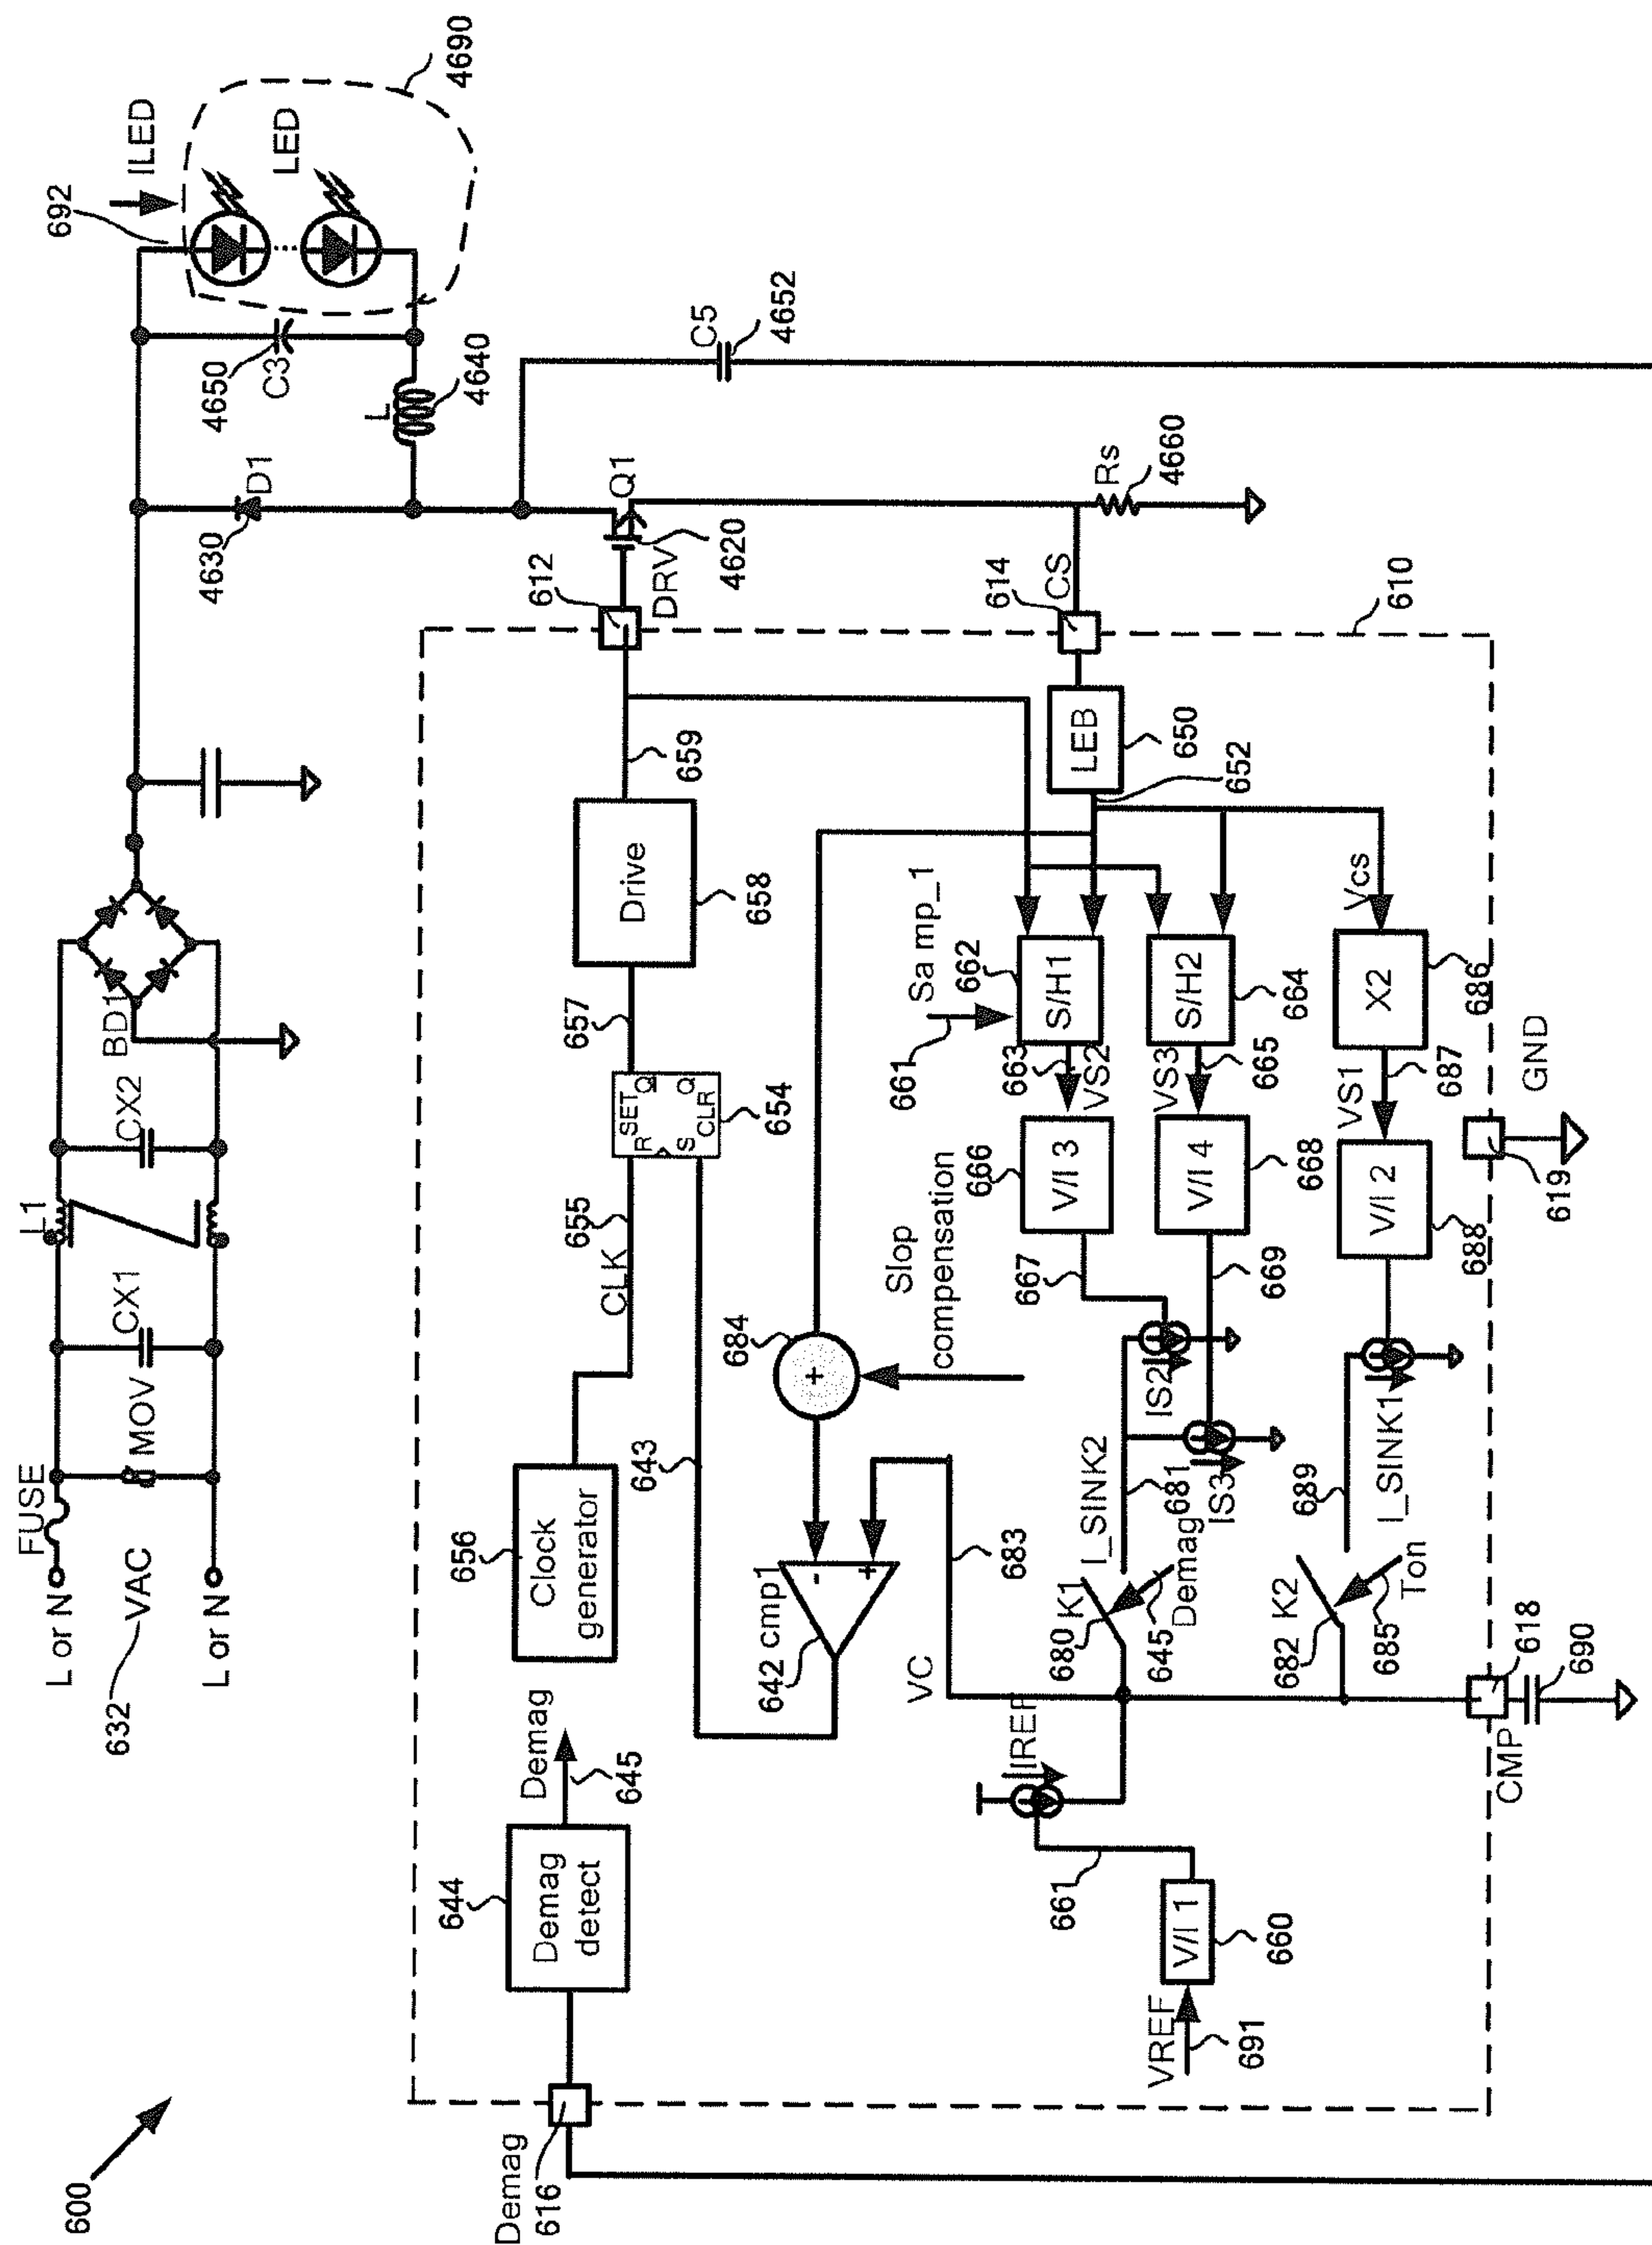 600
L or N
FUSE
632
VAC
L or N
MOV
CX1
L1
CX2
BD1
4630
D1
4650
C3
L
4640
692
ILED
LED
4690
C5
4652
Q1
4620
Rs
4660
612
DRV
614
CS
610
Demag
616
644
Demag
detect
Demag
645
656
Clock
generator
CLK
655
SET
R
Q
S
Q
CLR
654
657
Drive
658
659
643
642
cmp1
-
+
684
+
Slop
compensation
LEB
650
652
Sa mp_1
661
662
S/H1
S/H2
664
Vcs
X2
686
663
VS2
VS3
665
VS1
687
666
V/I 3
V/I 4
668
V/I 2
688
667
669
IS2
IS3
I_SINK2
681
689
I_SINK1
VC
683
680
K1
645
Demag
682
K2
685
Ton
IREF
661
VREF
691
V/I 1
660
CMP
618
690
619
GND